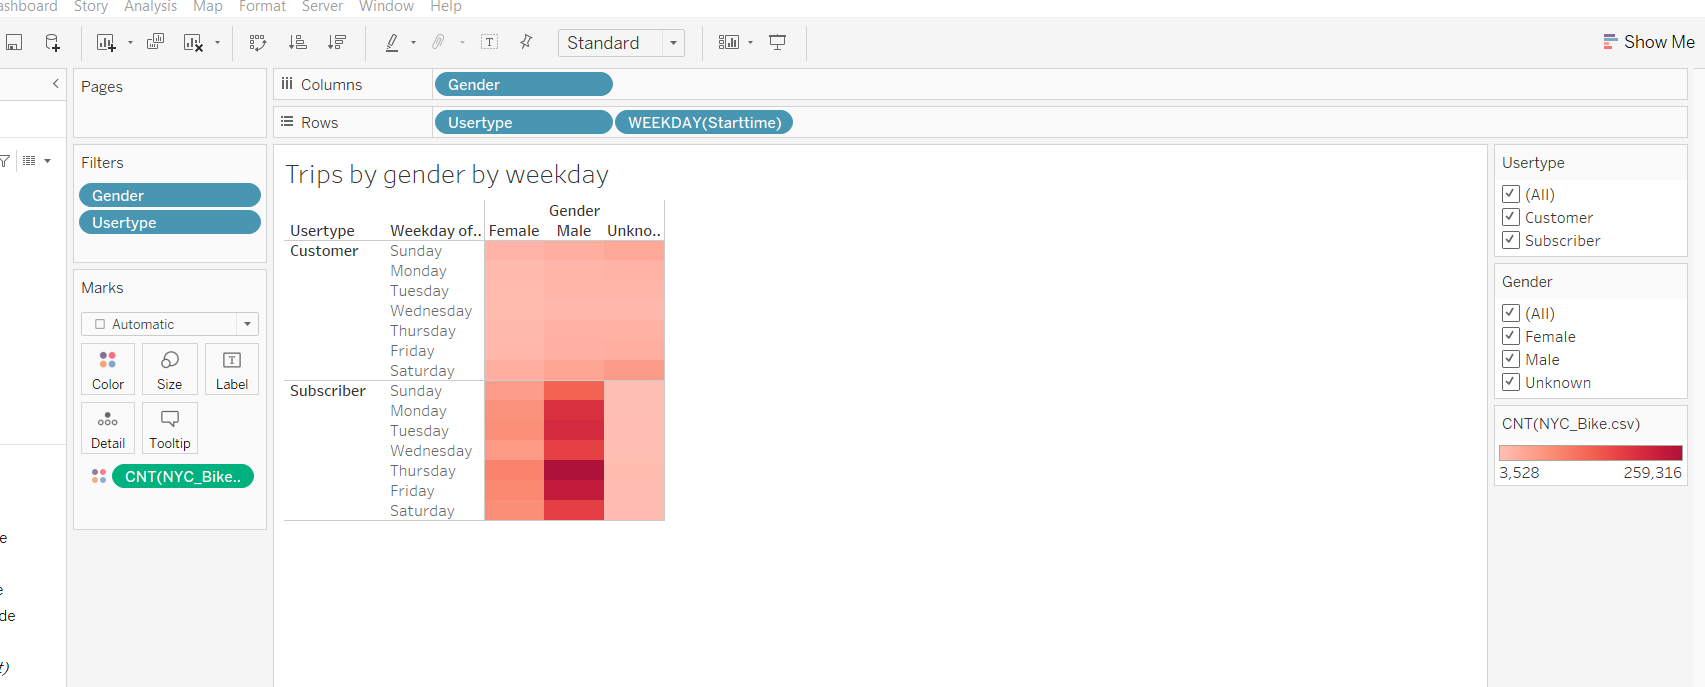 ashboard Story Analysis Map Format Server Window Help
Standard
Show Me
Pages
Columns
Gender
Rows
Usertype WEEKDAY(Starttime)
Filters
Gender
Usertype
Marks
Automatic
Color Size Label
Detail Tooltip
CNT(NYC_Bike..
e
e
de
t)
Trips by gender by weekday
Gender
Usertype Weekday of.. Female Male Unkno..
Customer Sunday
Monday
Tuesday
Wednesday
Thursday
Friday
Saturday
Subscriber Sunday
Monday
Tuesday
Wednesday
Thursday
Friday
Saturday
Usertype
(All)
Customer
Subscriber
Gender
(All)
Female
Male
Unknown
CNT(NYC_Bike.csv)
3,528 259,316